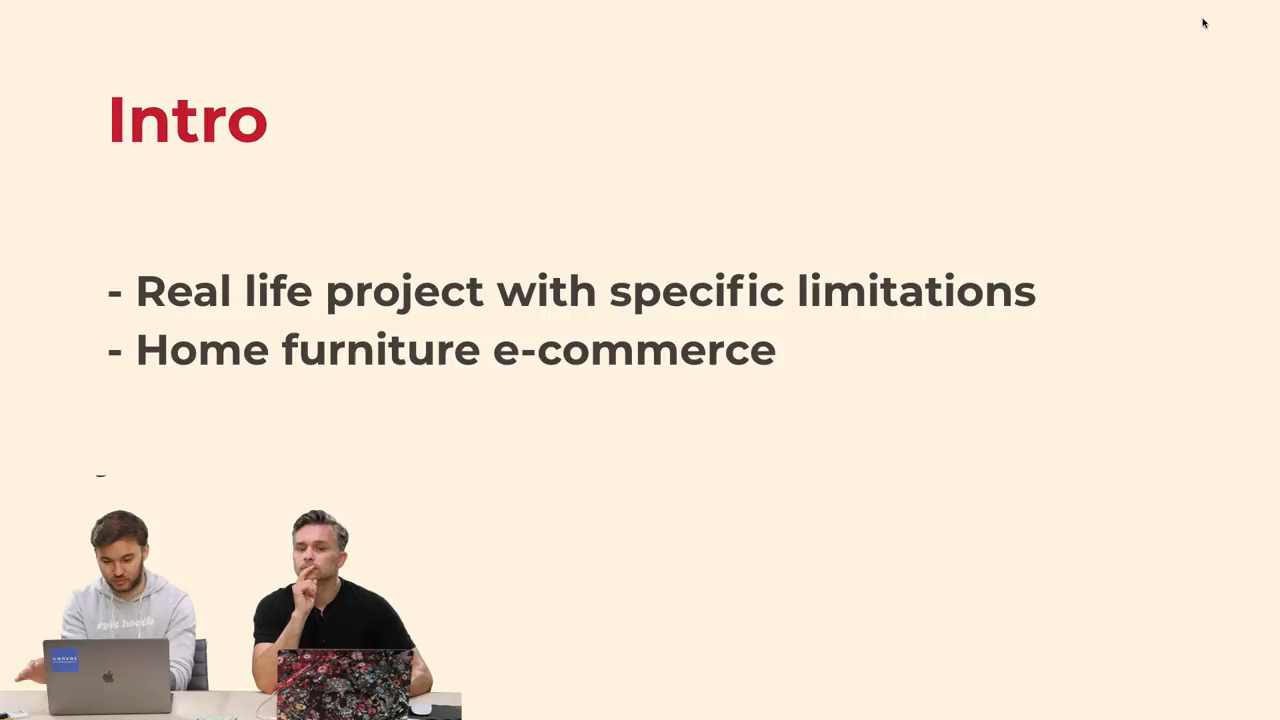 Intro
- Real life project with specific limitations
- Home furniture e-commerce